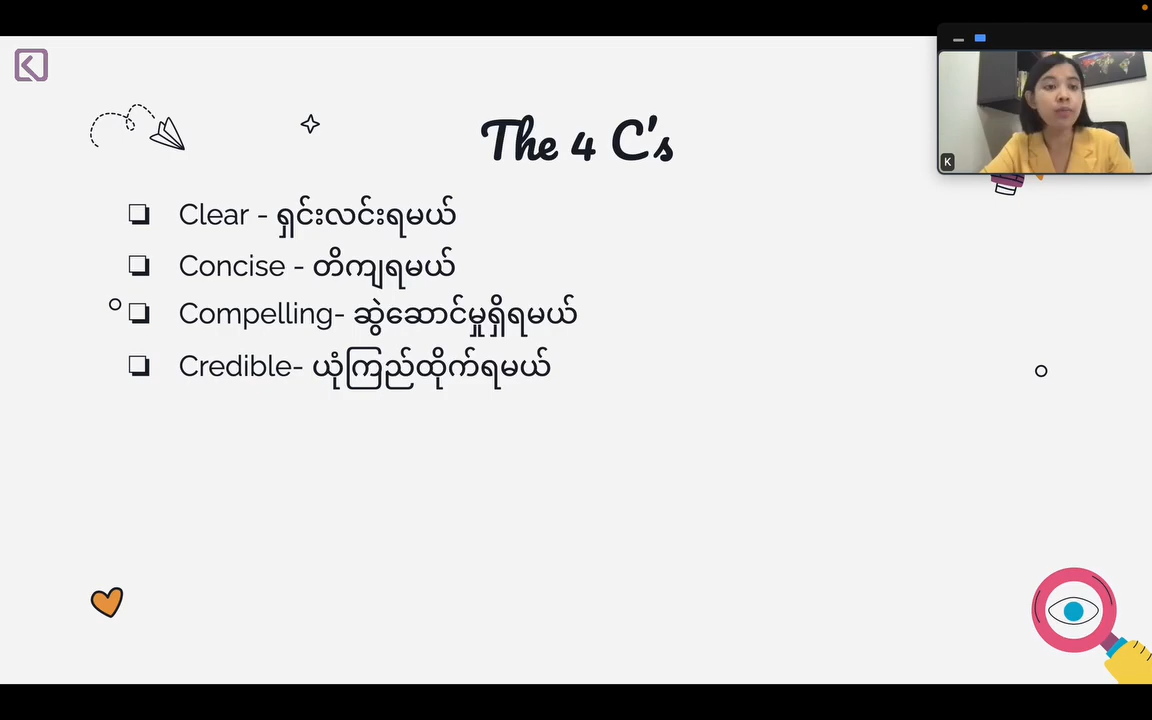 The 4 C's
Clear - ရှင်းလင်းရမယ်
Concise - တိကျရမယ်
Compelling- ဆွဲဆောင်မှုရှိရမယ်
Credible- ယုံကြည်ထိုက်ရမယ်
K